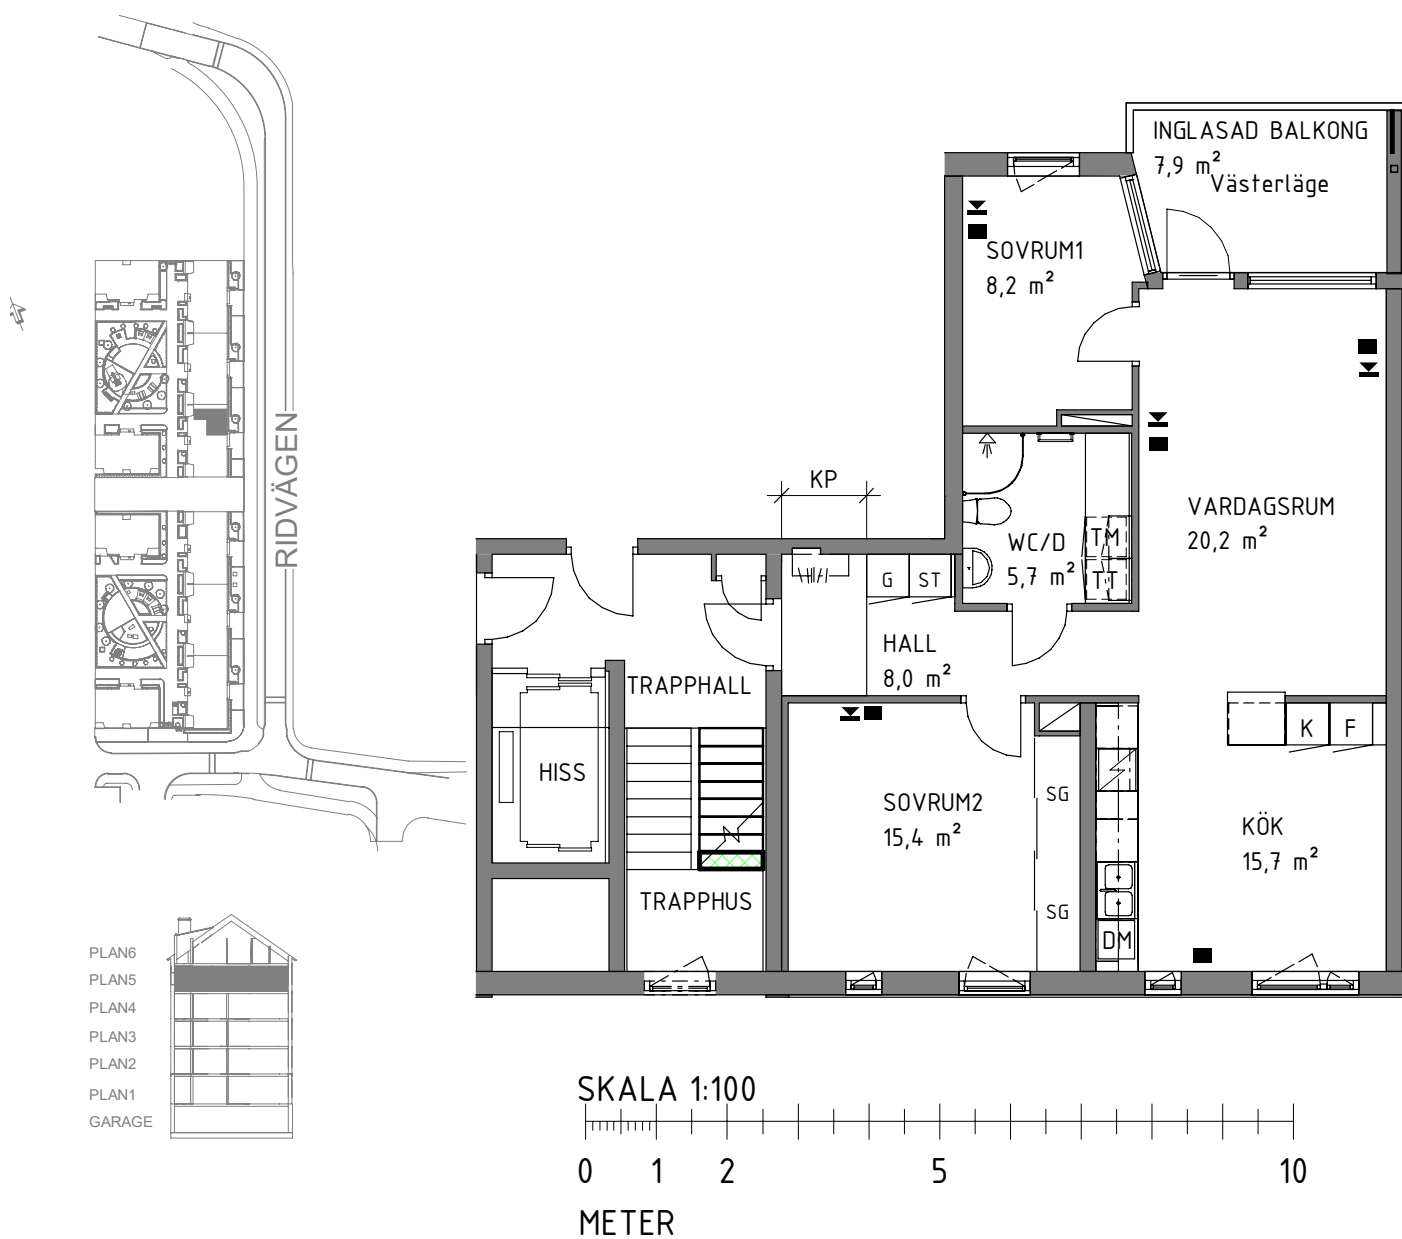 INGLASAD BALKONG
7,9 m²
Västerläge
SOVRUM1
8,2 m²
RIDVÄGEN
KP
VARDAGSRUM
20,2 m²
WC/D
5,7 m²
TM
TT
G
ST
HALL
8,0 m²
TRAPPHALL
K
F
HISS
SOVRUM2
15,4 m²
SG
KÖK
15,7 m²
TRAPPHUS
SG
DM
PLAN6
PLAN5
PLAN4
PLAN3
PLAN2
PLAN1
GARAGE
SKALA 1:100
0 1 2 5 10
METER